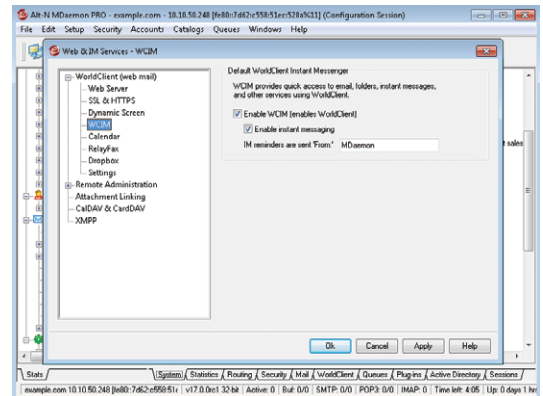 Alt-N MDaemon PRO - example.com - 10.10.50.248 [fe80::7d62:c558:51ec:528a%11] (Configuration Session)
File Edit Setup Security Accounts Catalogs Queues Windows Help
Web & IM Services - WCIM
WorldClient (web mail)
Web Server
SSL & HTTPS
Dynamic Screen
WCIM
Calendar
RelayFax
Dropbox
Settings
Remote Administration
Attachment Linking
CalDAV & CardDAV
XMPP
Default WorldClient Instant Messenger
WCIM provides quick access to email, folders, instant messages,
and other services using WorldClient.
Enable WCIM (enables WorldClient)
Enable instant messaging
IM reminders are sent 'From:' MDaemon
t sales
Ok Cancel Apply Help
Stats (System) Statistics Routing Security Mail WorldClient Queues Plug-ins Active Directory Sessions
example.com 10.10.50.248 [fe80::7d62:c558:51 v17.0.0rc1 32-bit Active: 0 Buf: 0/0 SMTP: 0/0 POP3: 0/0 IMAP: 0 Time left: 4:05 Up: 0 days 1 hr